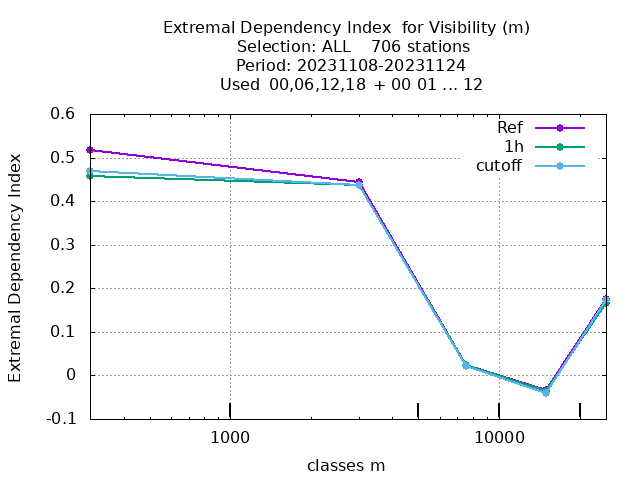 Extremal Dependency Index  for Visibility (m)
Selection: ALL    706 stations
Period: 20231108-20231124
Used  00,06,12,18  + 00 01 ... 12
Extremal Dependency Index
0.6
0.5
0.4
0.3
0.2
0.1
0
-0.1
Ref
1h
cutoff
1000
10000
classes m